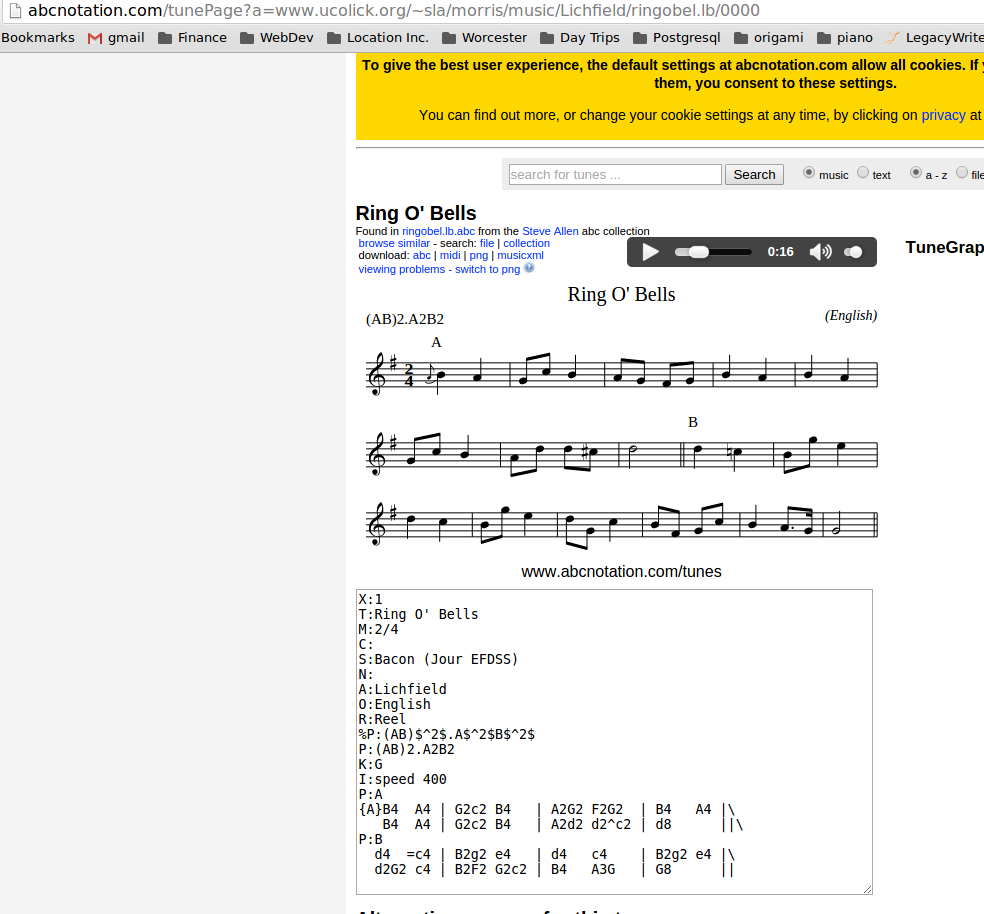 abcnotation.com/tunePage?a=www.ucolick.org/~sla/morris/music/Lichfield/ringobel.lb/0000
Bookmarks gmail Finance WebDev Location Inc. Worcester Day Trips Postgresql origami piano LegacyWrite
To give the best user experience, the default settings at abcnotation.com allow all cookies. If
them, you consent to these settings.
You can find out more, or change your cookie settings at any time, by clicking on privacy at
search for tunes ... Search music text a - z file
Ring O' Bells
Found in ringobel.lb.abc from the Steve Allen abc collection
browse similar - search: file | collection
download: abc | midi | png | musicxml
viewing problems - switch to png ?
0:16
TuneGrap
Ring O' Bells
(AB)2.A2B2
(English)
A
2
4
B
www.abcnotation.com/tunes
X:1
T:Ring O' Bells
M:2/4
C:
S:Bacon (Jour EFDSS)
N:
A:Lichfield
O:English
R:Reel
%P:(AB)$^2$.A$^2$B$^2$
P:(AB)2.A2B2
K:G
I:speed 400
P:A
{A}B4 A4 | G2c2 B4 | A2G2 F2G2 | B4 A4 |\
B4 A4 | G2c2 B4 | A2d2 d2^c2 | d8 ||\
P:B
d4 =c4 | B2g2 e4 | d4 c4 | B2g2 e4 |\
d2G2 c4 | B2F2 G2c2 | B4 A3G | G8 ||